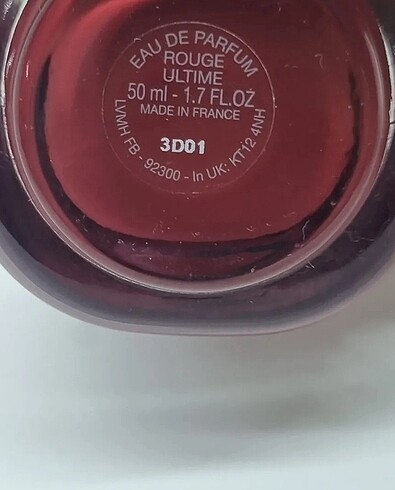 EAU DE PARFUM
ROUGE
ULTIME
50 ml - 1.7 FL.OZ
MADE IN FRANCE
3D01
LVMH FB - 92300 - In UK: KT12 4NH